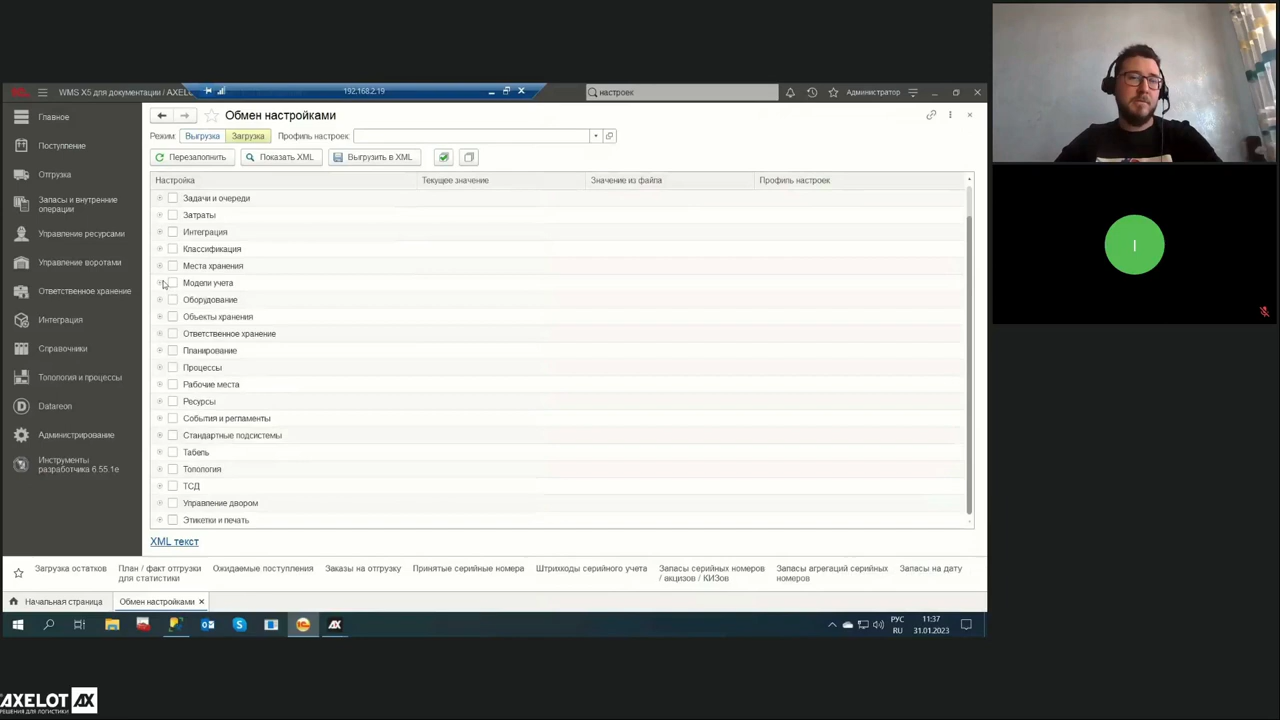 WMS X5 для документации / AXELO
192.168.2.19
настроек
Администратор
Главное
Поступление
Отгрузка
Запасы и внутренние
операции
Управление ресурсами
Управление воротами
Ответственное хранение
Интеграция
Справочники
Топология и процессы
Datareon
Администрирование
Инструменты
разработчика 6.55.1e
Обмен настройками
Режим: Выгрузка Загрузка Профиль настроек:
Перезаполнить Показать XML Выгрузить в XML
Настройка Текущее значение Значение из файла Профиль настроек
Задачи и очереди
Затраты
Интеграция
Классификация
Места хранения
Модели учета
Оборудование
Объекты хранения
Ответственное хранение
Планирование
Процессы
Рабочие места
Ресурсы
События и регламенты
Стандартные подсистемы
Табель
Топология
ТСД
Управление двором
Этикетки и печать
XML текст
Загрузка остатков
План / факт отгрузки
для статистики
Ожидаемые поступления
Заказы на отгрузку
Принятые серийные номера
Штрихкоды серийного учета
Запасы серийных номеров
/ акцизов / КИЗов
Запасы агрегаций серийных
номеров
Запасы на дату
Начальная страница
Обмен настройками
РУС
RU
11:37
31.01.2023
I
AXELOT AX
РЕШЕНИЯ ДЛЯ ЛОГИСТИКИ